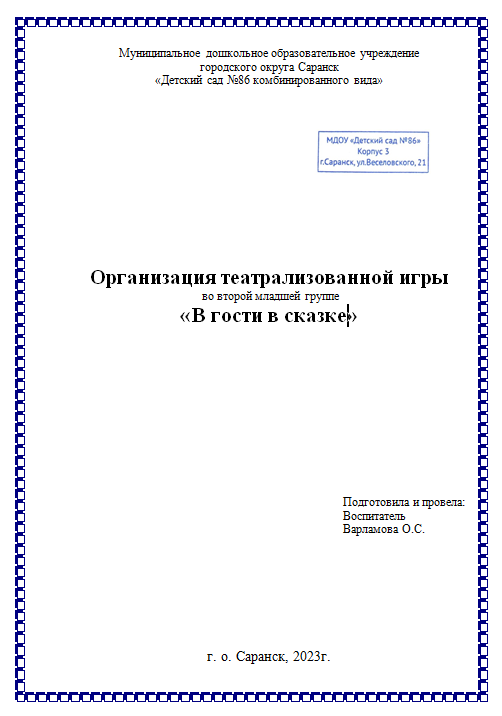 Муниципальное дошкольное образовательное учреждение
городского округа Саранск
«Детский сад №86 комбинированного вида»
МДОУ «Детский сад №86»
Корпус 3
г.Саранск, ул.Веселовского, 21
Организация театрализованной игры
во второй младшей группе
«В гости в сказке»
Подготовила и провела:
Воспитатель
Варламова О.С.
г. о. Саранск, 2023г.